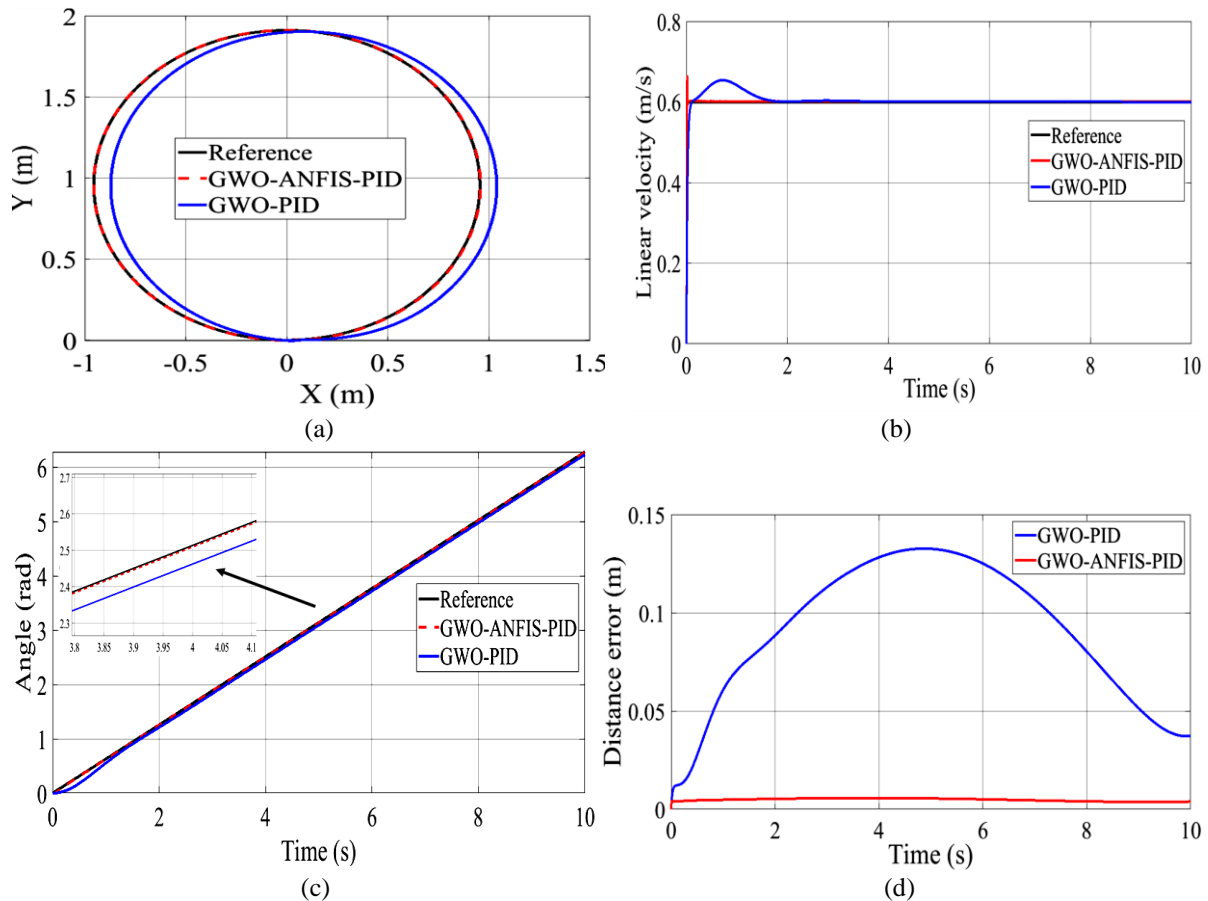 2
1.5
1
0.5
0
Y (m)
Reference
GWO-ANFIS-PID
GWO-PID
-1 -0.5 0 0.5 1 1.5
X (m)
(a)
0.8
0.6
0.4
0.2
0
Linear velocity (m/s)
Reference
GWO-ANFIS-PID
GWO-PID
0 2 4 6 8 10
Time (s)
(b)
6
5
4
3
2
1
0
Angle (rad)
2.7
2.6
2.5
2.4
2.3
3.8 3.85 3.9 3.95 4 4.05 4.1
Reference
GWO-ANFIS-PID
GWO-PID
0 2 4 6 8 10
Time (s)
(c)
0.15
0.1
0.05
0
Distance error (m)
GWO-PID
GWO-ANFIS-PID
0 2 4 6 8 10
Time (s)
(d)